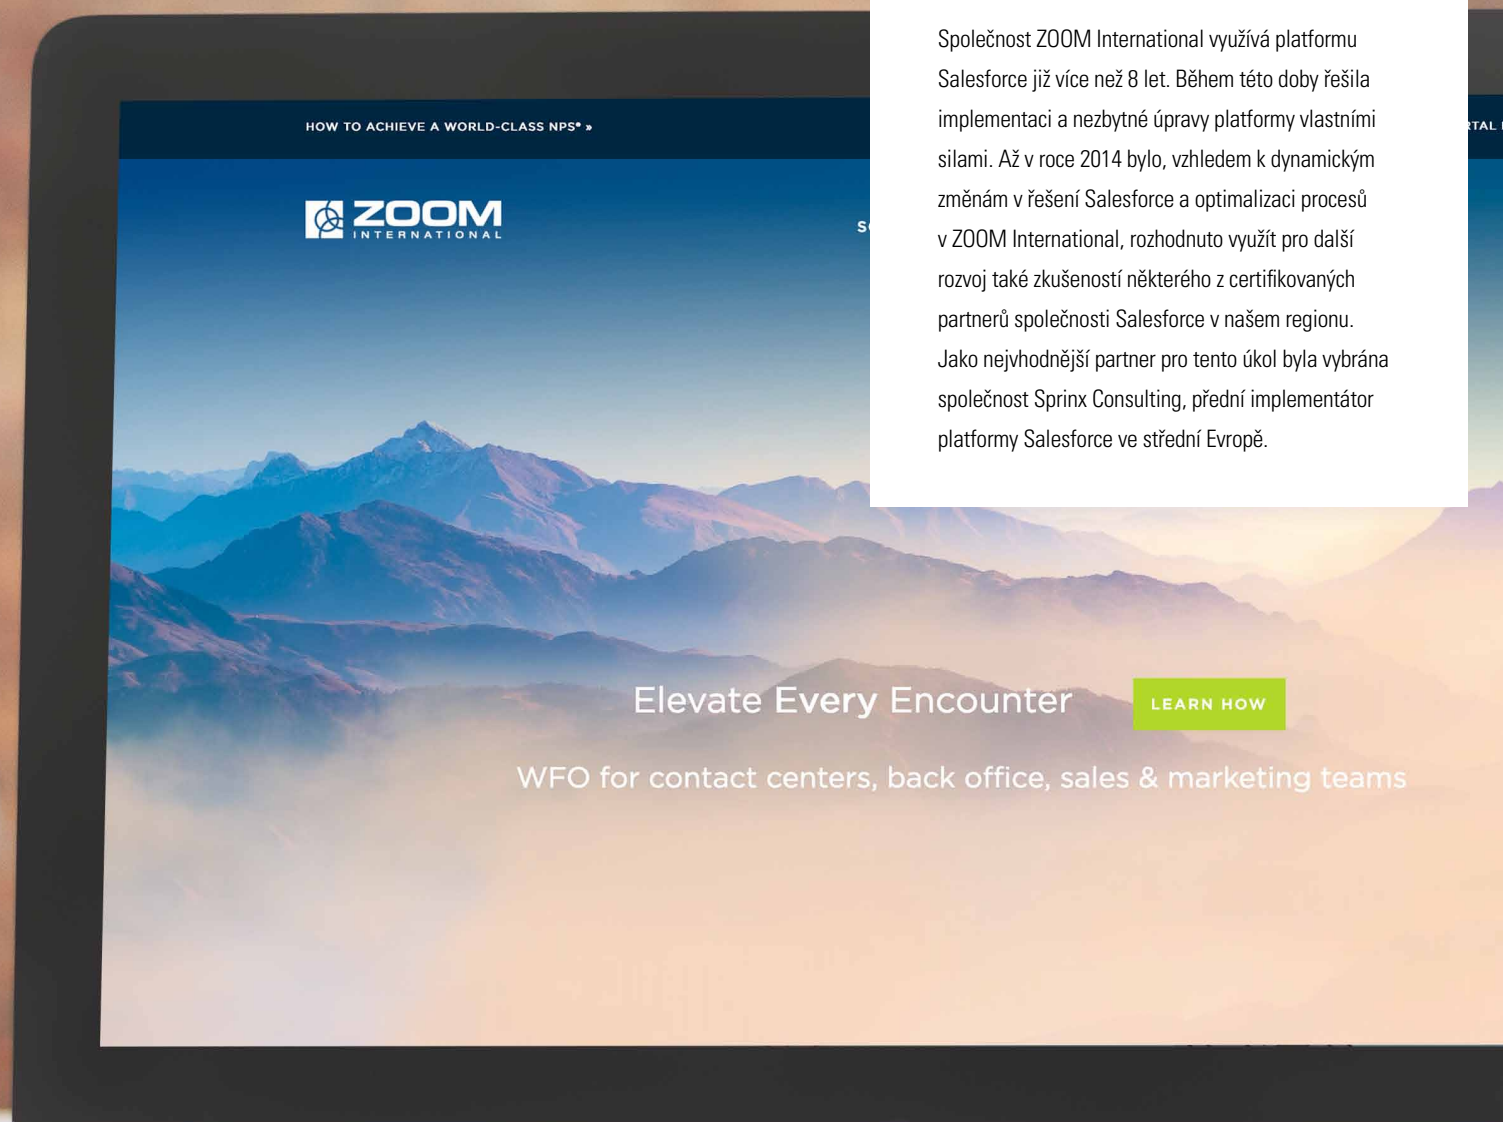 Společnost ZOOM International využívá platformu
Salesforce již více než 8 let. Během této doby řešila
implementaci a nezbytné úpravy platformy vlastními
silami. Až v roce 2014 bylo, vzhledem k dynamickým
změnám v řešení Salesforce a optimalizaci procesů
v ZOOM International, rozhodnuto využít pro další
rozvoj také zkušeností některého z certifikovaných
partnerů společnosti Salesforce v našem regionu.
Jako nejvhodnější partner pro tento úkol byla vybrána
společnost Sprinx Consulting, přední implementátor
platformy Salesforce ve střední Evropě.
HOW TO ACHIEVE A WORLD-CLASS NPS® »
ZOOM
INTERNATIONAL
Elevate Every Encounter
LEARN HOW
WFO for contact centers, back office, sales & marketing teams